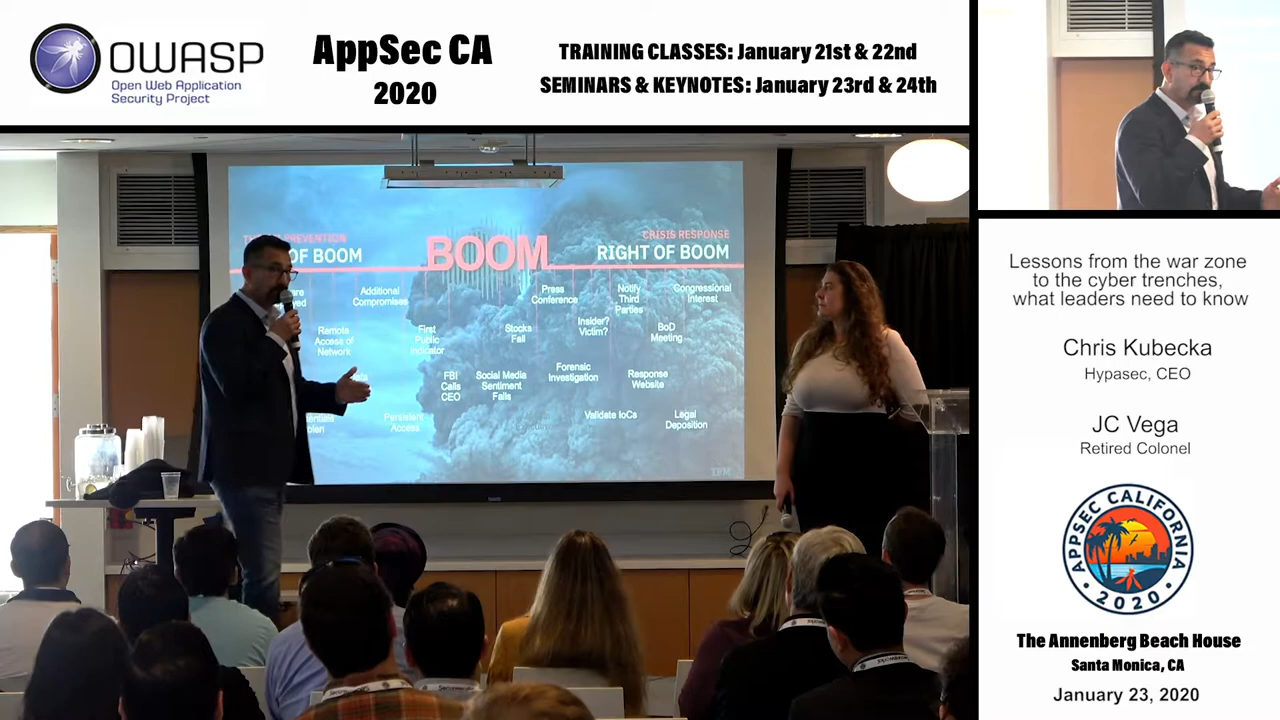 OWASP
Open Web Application
Security Project
AppSec CA
2020
TRAINING CLASSES: January 21st & 22nd
SEMINARS & KEYNOTES: January 23rd & 24th
PREVENTION
OF BOOM
BOOM
CRISIS RESPONSE
RIGHT OF BOOM
Additional
Compromises
Press
Conference
Notify
Third
Parties
Congressional
Interest
Remote
Access of
Network
First
Public
Indicator
Stocks
Fall
Insider?
Victim?
BoD
Meeting
FBI
Calls
CEO
Social Media
Sentiment
Falls
Forensic
Investigation
Response
Website
Persistent
Access
Validate IoCs
Legal
Deposition
IBM
Lessons from the war zone
to the cyber trenches,
what leaders need to know
Chris Kubecka
Hypasec, CEO
JC Vega
Retired Colonel
APPSEC CALIFORNIA
2020
The Annenberg Beach House
Santa Monica, CA
January 23, 2020